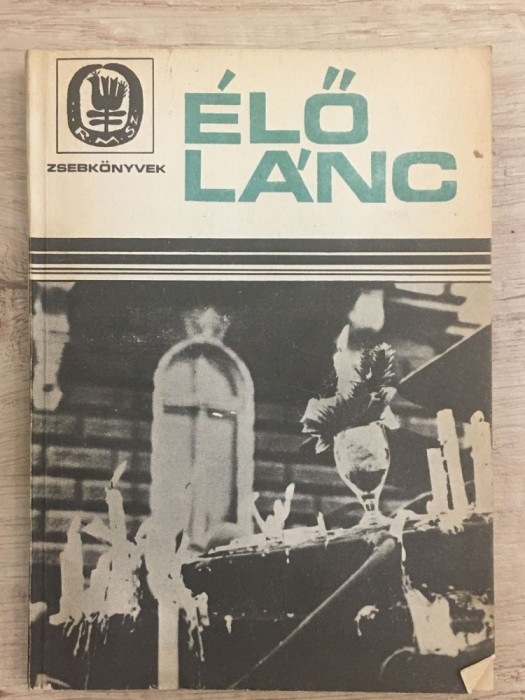 R.M.SZ.
ZSEBKÖNYVEK
ÉLŐ
LÁNC